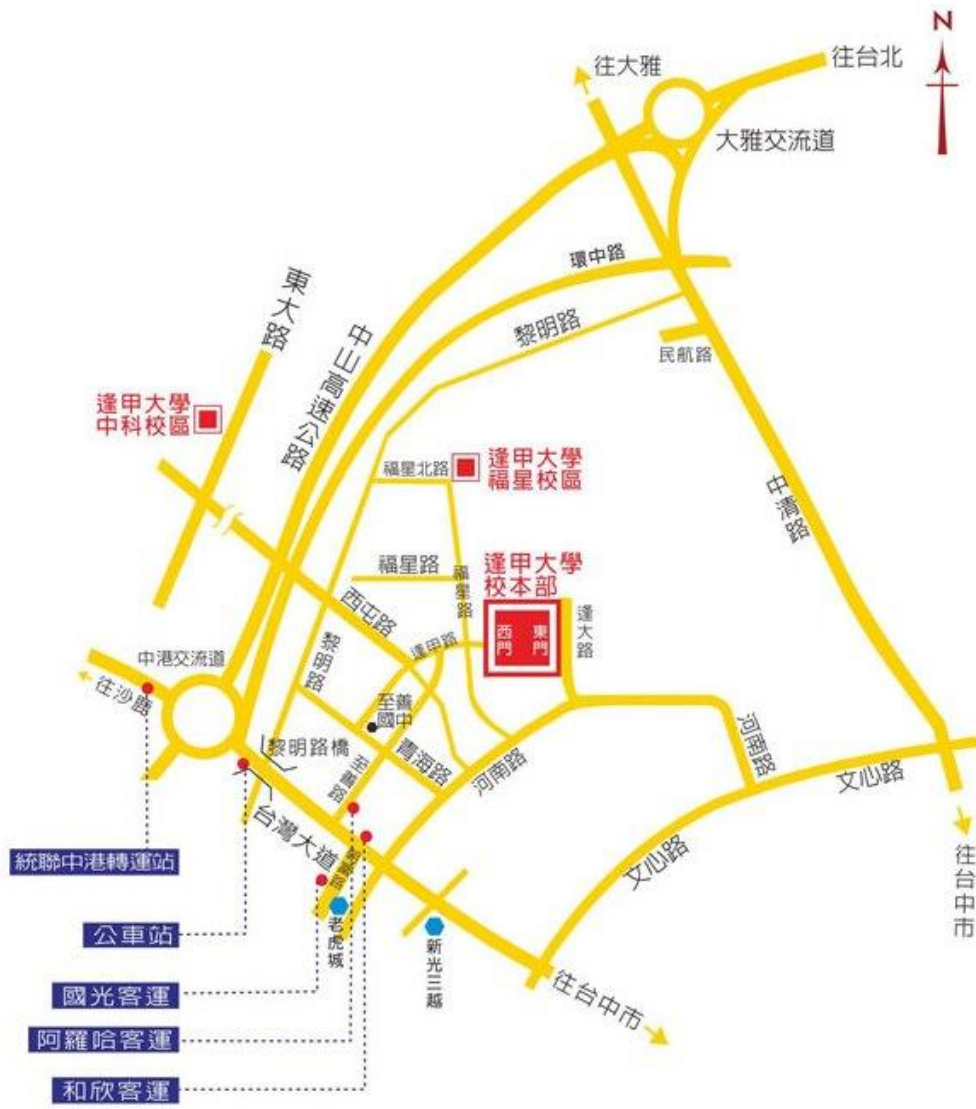 N
往大雅
往台北
大雅交流道
環中路
東大路
中山高速公路
黎明路
民航路
逢甲大學
中科校區
福星北路
逢甲大學
福星校區
中清路
福星路
福星路
逢甲大學
校本部
西門
東門
逢大路
西屯路
逢甲路
黎明路
中港交流道
往沙鹿
至善
國中
黎明路橋
青海路
至善路
河南路
河南路
文心路
文心路
台灣大道
往台中市
統聯中港轉運站
公車站
老虎城
新光三越
國光客運
往台中市
阿羅哈客運
和欣客運